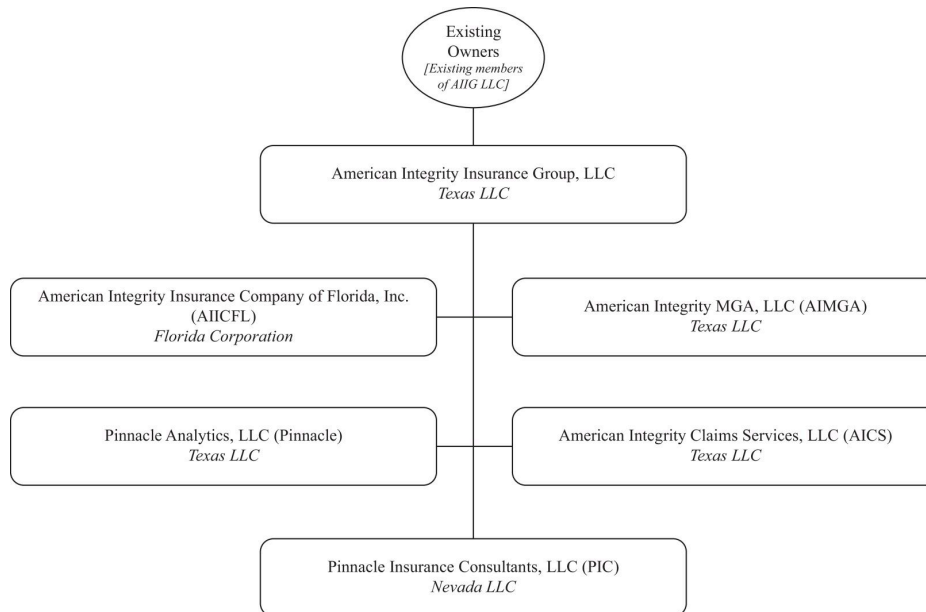 Existing
Owners
[Existing members
of AIIG LLC]
American Integrity Insurance Group, LLC
Texas LLC
American Integrity Insurance Company of Florida, Inc.
(AIICFL)
Florida Corporation
American Integrity MGA, LLC (AIMGA)
Texas LLC
Pinnacle Analytics, LLC (Pinnacle)
Texas LLC
American Integrity Claims Services, LLC (AICS)
Texas LLC
Pinnacle Insurance Consultants, LLC (PIC)
Nevada LLC